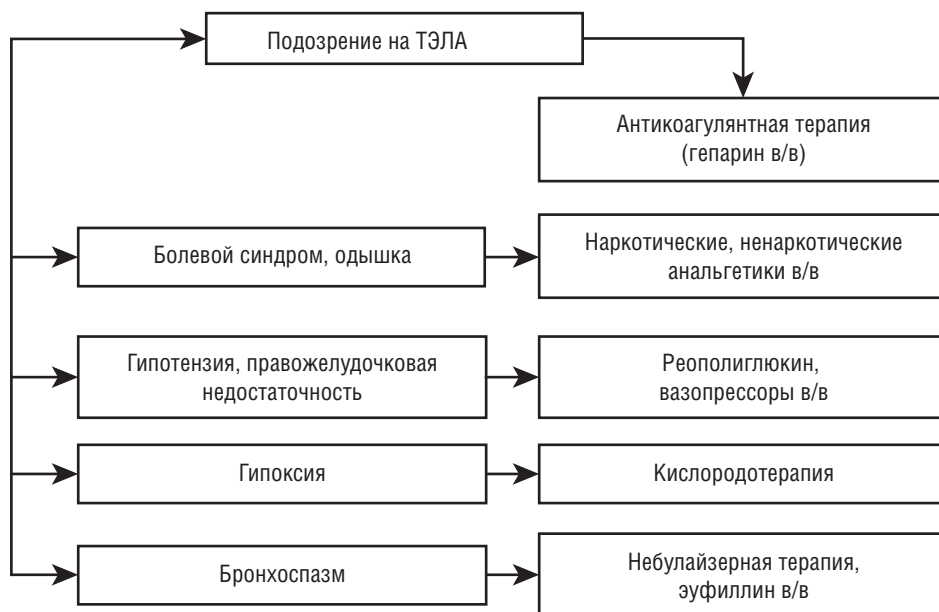 Подозрение на ТЭЛА
Антикоагулянтная терапия
(гепарин в/в)
Болевой синдром, одышка
Наркотические, ненаркотические
анальгетики в/в
Гипотензия, правожелудочковая
недостаточность
Реополиглюкин,
вазопрессоры в/в
Гипоксия
Кислородотерапия
Бронхоспазм
Небулайзерная терапия,
эуфиллин в/в